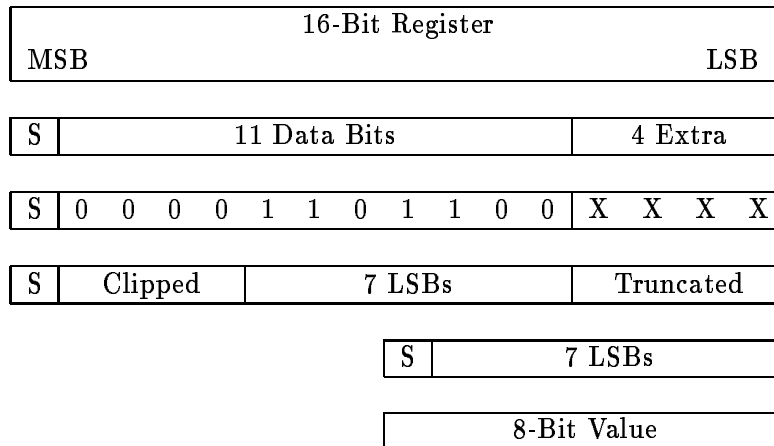 16-Bit Register
MSB LSB
S 11 Data Bits 4 Extra
S 0 0 0 0 1 1 0 1 1 0 0 X X X X
S Clipped 7 LSBs Truncated
S 7 LSBs
8-Bit Value